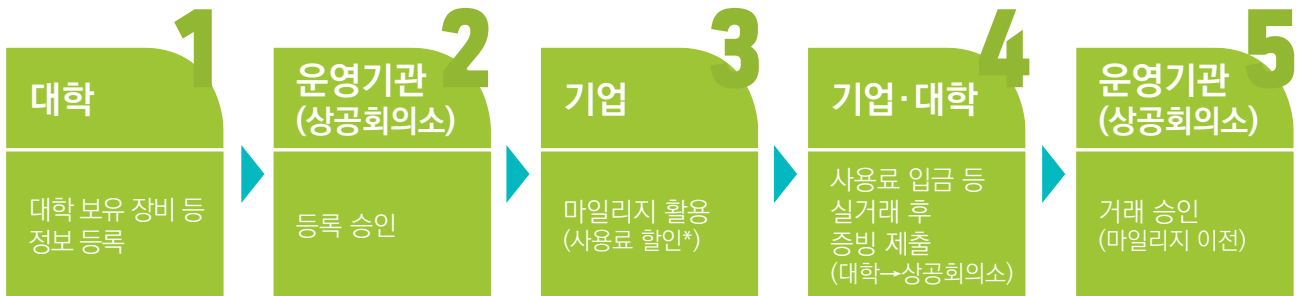 1
대학
대학 보유 장비 등
정보 등록
2
운영기관
(상공회의소)
등록 승인
3
기업
마일리지 활용
(사용료 할인*)
4
기업·대학
사용료 입금 등
실거래 후
증빙 제출
(대학→상공회의소)
5
운영기관
(상공회의소)
거래 승인
(마일리지 이전)